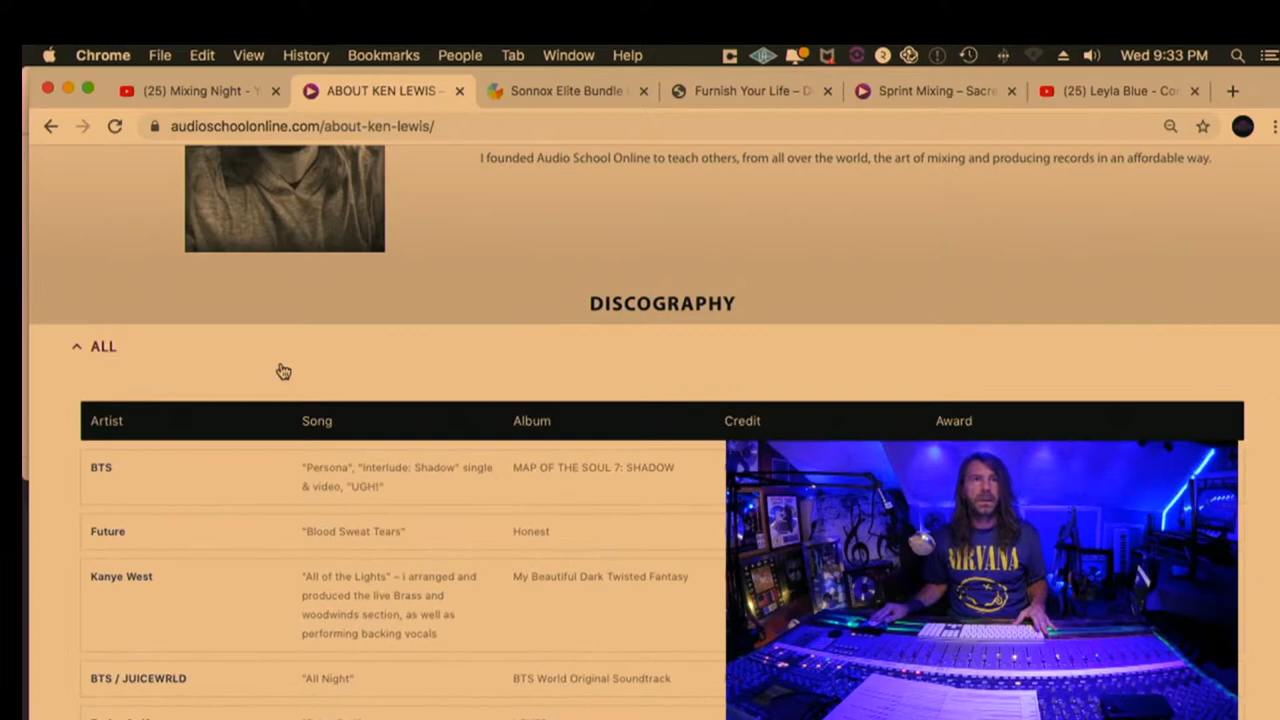 Chrome File Edit View History Bookmarks People Tab Window Help Wed 9:33 PM
(25) Mixing Night - ABOUT KEN LEWIS – Sonnox Elite Bundle Furnish Your Life – Sprint Mixing – Sacre (25) Leyla Blue - Con
audioschoolonline.com/about-ken-lewis/
I founded Audio School Online to teach others, from all over the world, the art of mixing and producing records in an affordable way.
DISCOGRAPHY
ALL
Artist Song Album Credit Award
BTS "Persona", "Interlude: Shadow" single MAP OF THE SOUL 7: SHADOW
& video, "UGH!"
Future "Blood Sweat Tears" Honest
Kanye West "All of the Lights" – i arranged and My Beautiful Dark Twisted Fantasy
produced the live Brass and
woodwinds section, as well as
performing backing vocals
NIRVANA
BTS / JUICEWRLD "All Night" BTS World Original Soundtrack